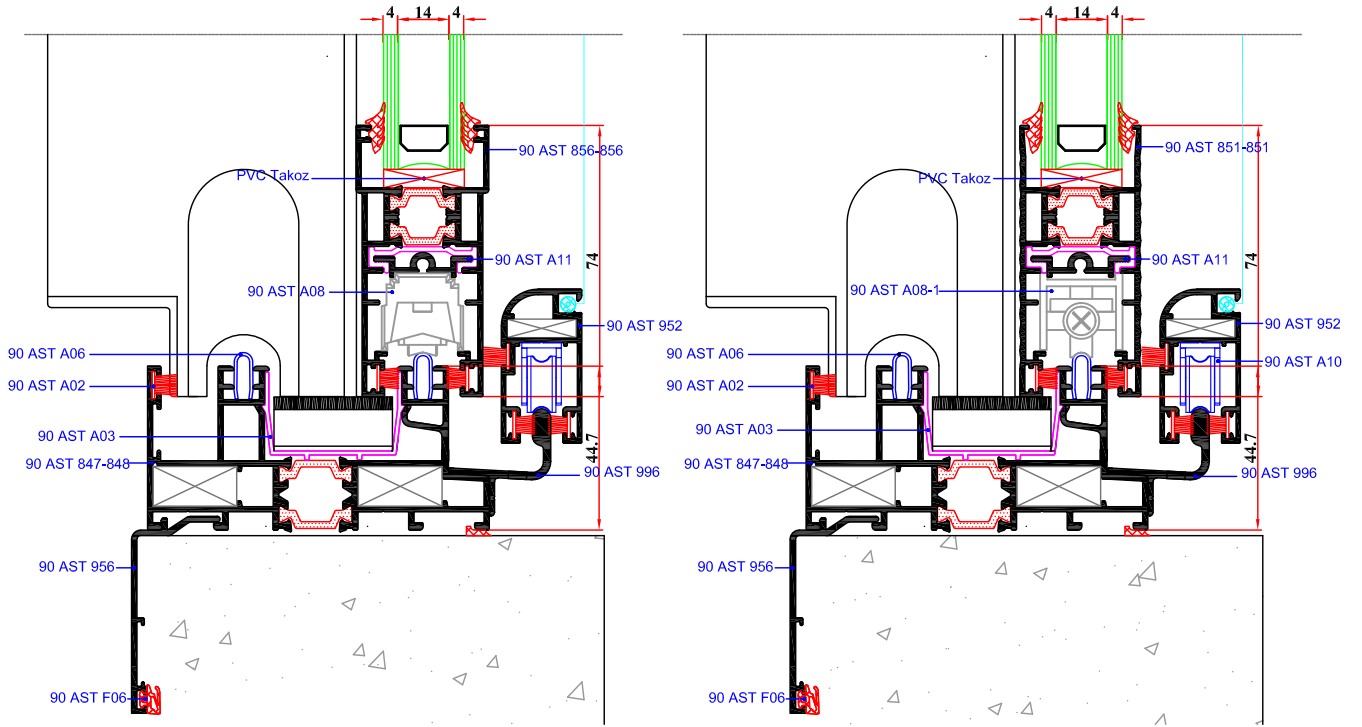 4 14 4
90 AST 856-856
PVC Takoz
90 AST A11
90 AST A08
74
90 AST 952
90 AST A06
90 AST A02
90 AST A03
44.7
90 AST 847-848
90 AST 996
90 AST 956
90 AST F06
4 14 4
90 AST 851-851
PVC Takoz
90 AST A11
90 AST A08-1
74
90 AST 952
90 AST A06
90 AST A10
90 AST A02
90 AST A03
44.7
90 AST 847-848
90 AST 996
90 AST 956
90 AST F06